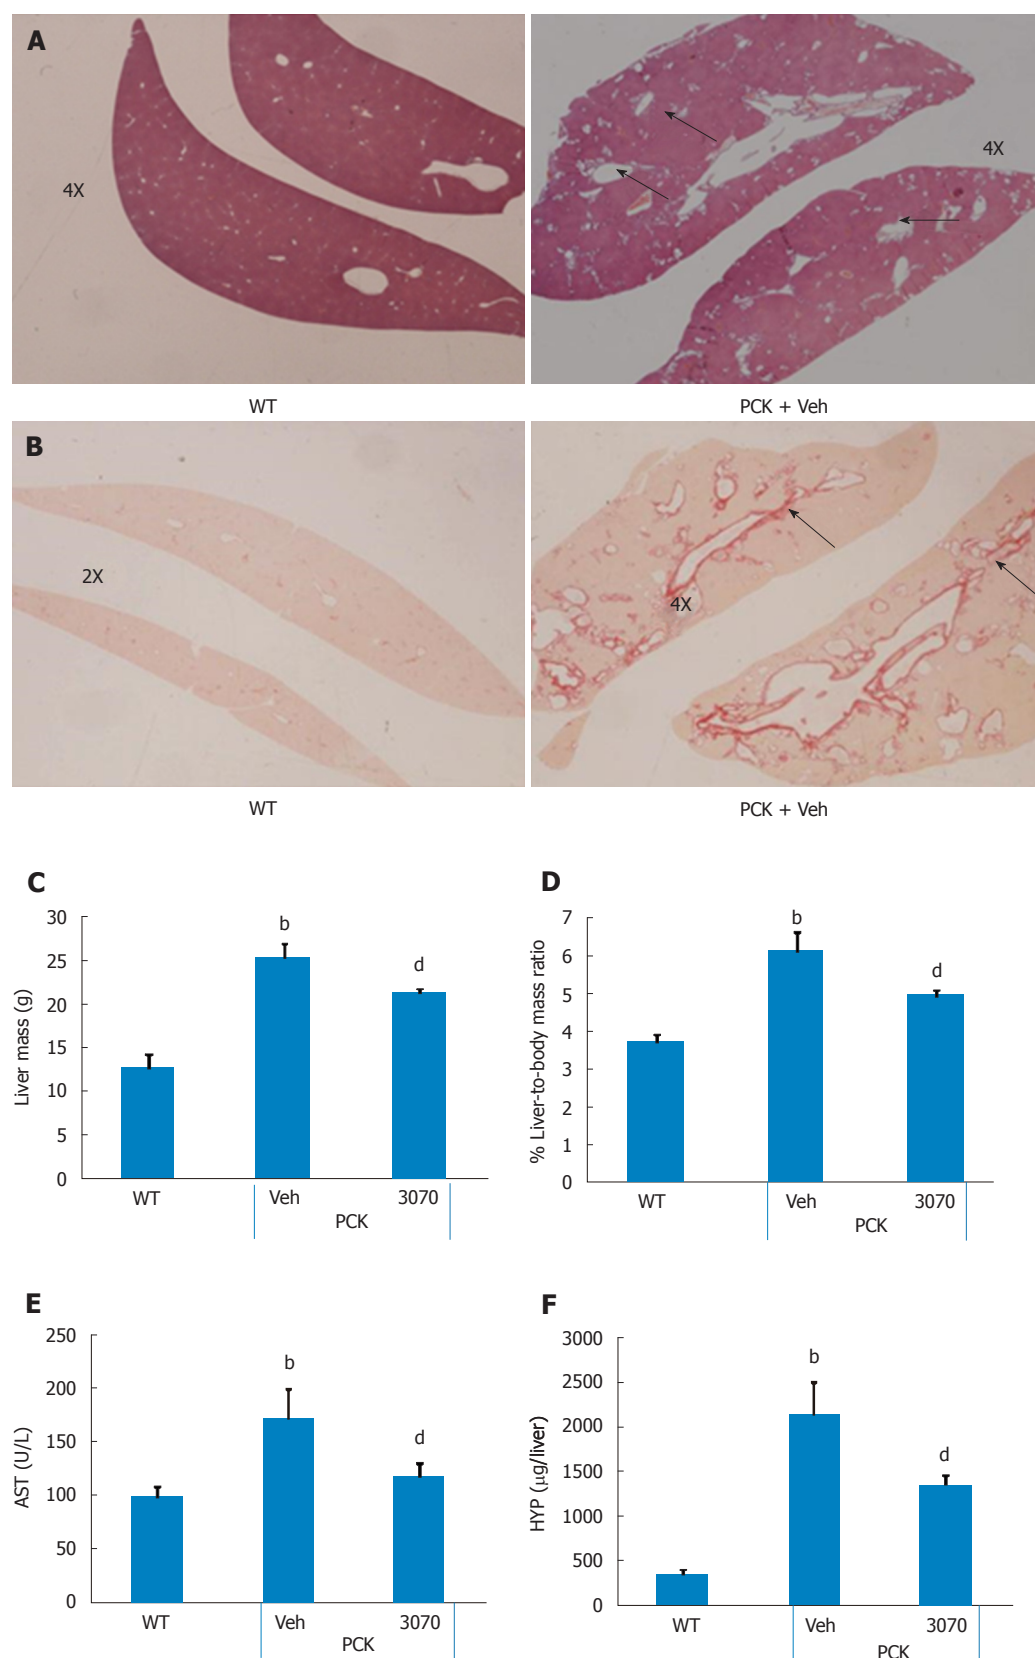 A
4X
4X
WT
PCK + Veh
B
2X
4X
WT
PCK + Veh
C
Liver mass (g)
30
25
20
15
10
5
0
b
d
WT
Veh
3070
PCK
D
% Liver-to-body mass ratio
7
6
5
4
3
2
1
0
b
d
WT
Veh
3070
PCK
E
AST (U/L)
250
200
150
100
50
0
b
d
WT
Veh
3070
PCK
F
HYP (μg/liver)
3000
2500
2000
1500
1000
500
0
b
d
WT
Veh
3070
PCK